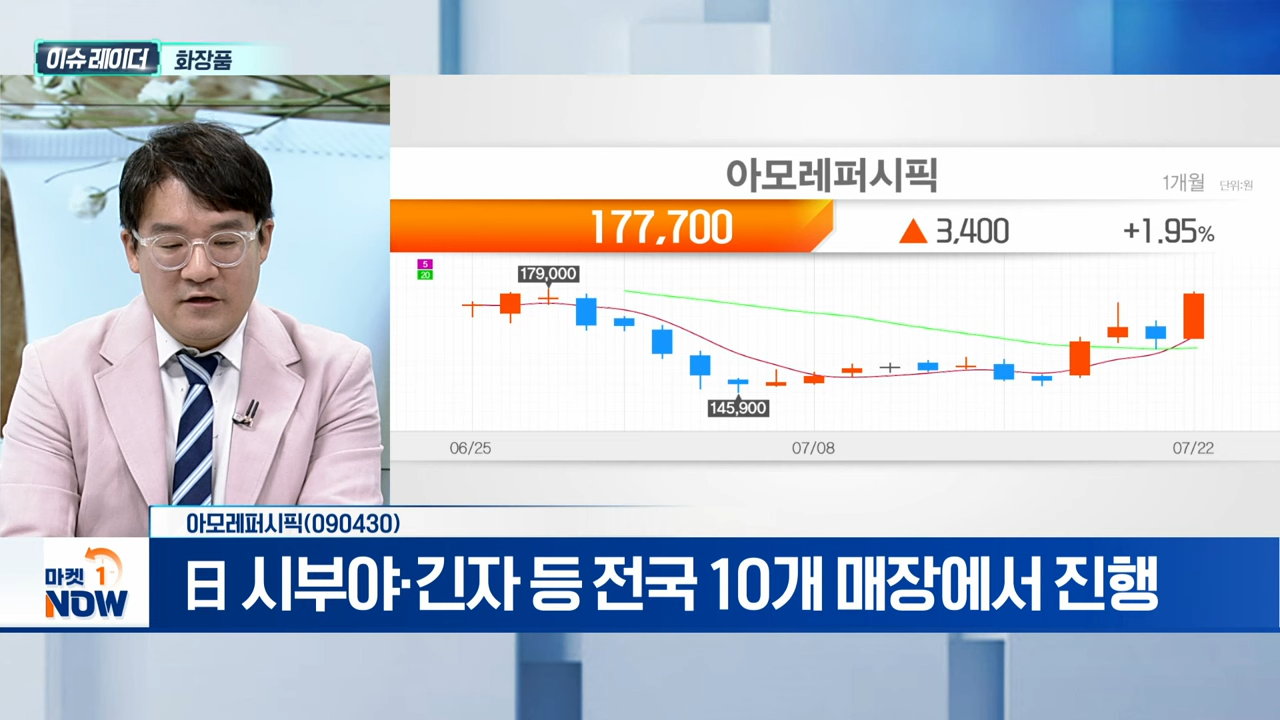 이슈 레이더 화장품
아모레퍼시픽
1개월 단위:원
177,700 ▲ 3,400 +1.95%
5
20
179,000
145,900
06/25 07/08 07/22
아모레퍼시픽(090430)
마켓 1
NOW
日 시부야·긴자 등 전국 10개 매장에서 진행